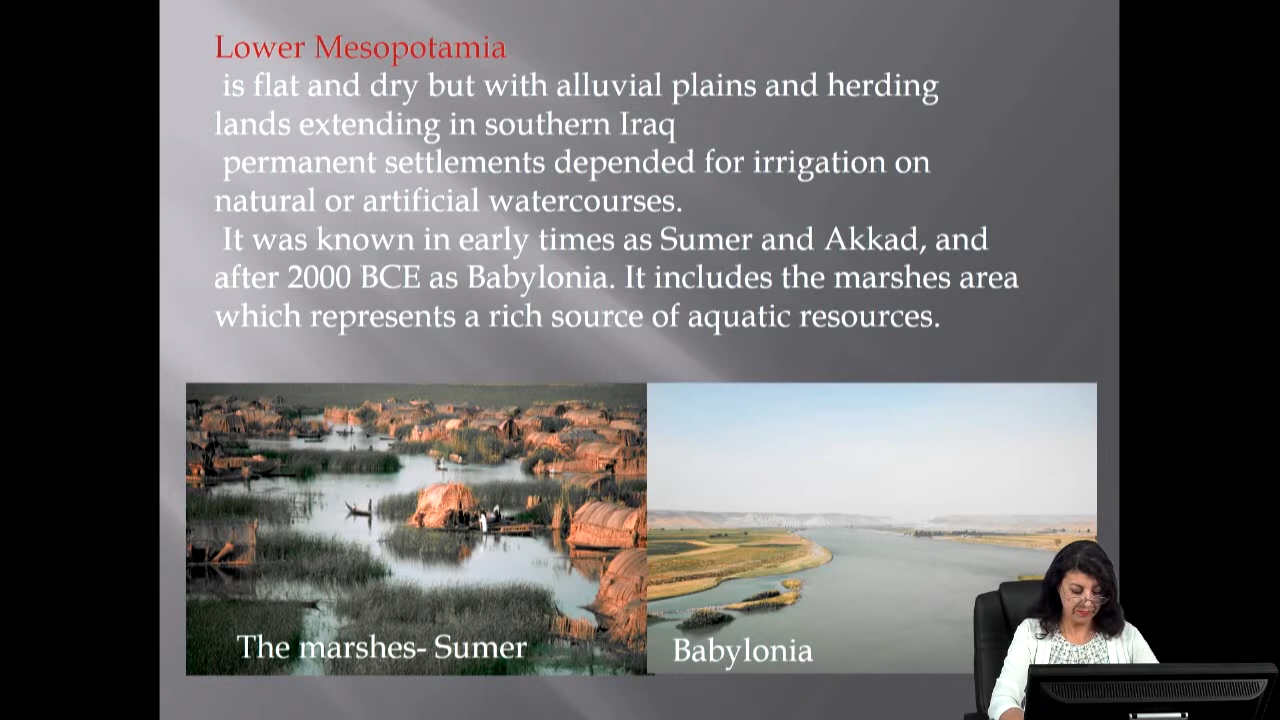 Lower Mesopotamia
is flat and dry but with alluvial plains and herding
lands extending in southern Iraq
permanent settlements depended for irrigation on
natural or artificial watercourses.
It was known in early times as Sumer and Akkad, and
after 2000 BCE as Babylonia. It includes the marshes area
which represents a rich source of aquatic resources.
The marshes- Sumer
Babylonia